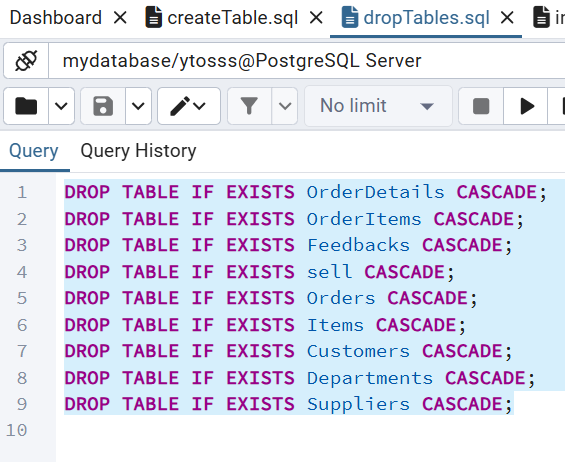 Dashboard createTable.sql dropTables.sql
mydatabase/ytosss@PostgreSQL Server
No limit
Query Query History
1 DROP TABLE IF EXISTS OrderDetails CASCADE;
2 DROP TABLE IF EXISTS OrderItems CASCADE;
3 DROP TABLE IF EXISTS Feedbacks CASCADE;
4 DROP TABLE IF EXISTS sell CASCADE;
5 DROP TABLE IF EXISTS Orders CASCADE;
6 DROP TABLE IF EXISTS Items CASCADE;
7 DROP TABLE IF EXISTS Customers CASCADE;
8 DROP TABLE IF EXISTS Departments CASCADE;
9 DROP TABLE IF EXISTS Suppliers CASCADE;
10